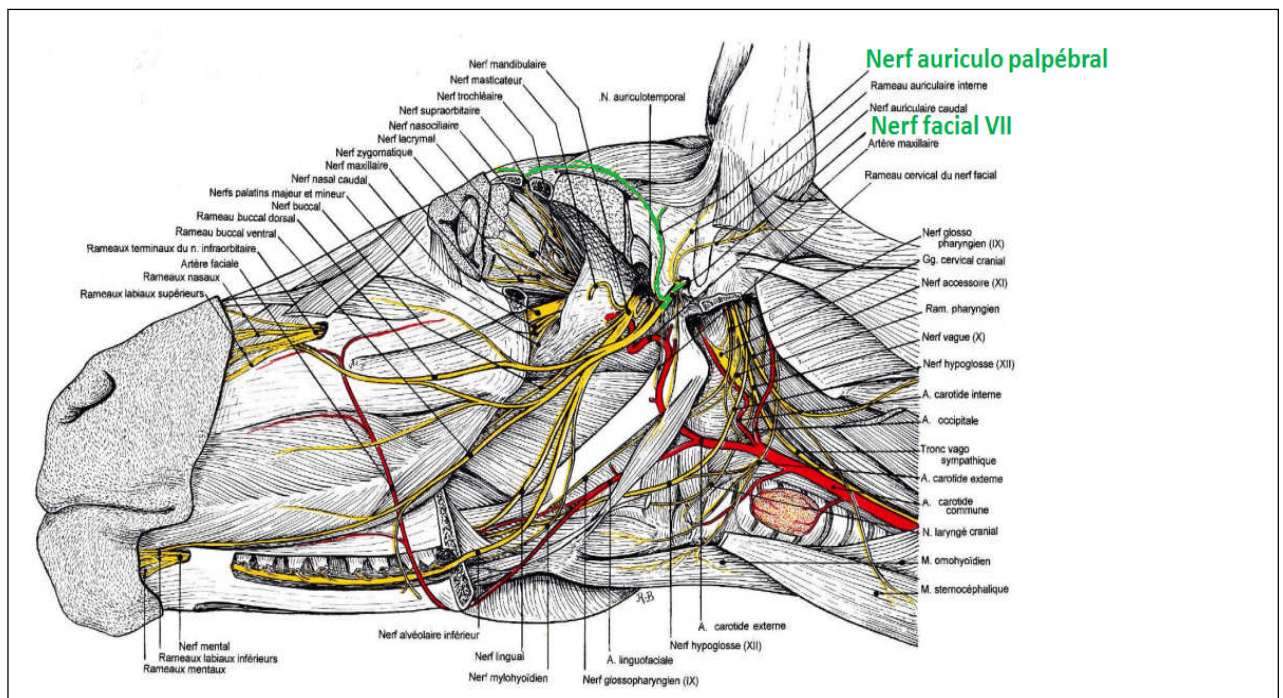 Nerf mandibulaire
Nerf masticateur
Nerf trochléaire
Nerf supraorbitaire
Nerf nasociliaire
Nerf lacrymal
Nerf zygomatique
Nerf maxillaire
Nerf nasal caudal
Nerfs palatins majeur et mineur
Nerf buccal
Rameau buccal dorsal
Rameau buccal ventral
Rameaux terminaux du n. infraorbitaire
Artère faciale
Rameaux nasaux
Rameaux labiaux supérieurs
.N. auriculotemporal
Nerf auriculo palpébral
Rameau auriculaire interne
Nerf auriculaire caudal
Nerf facial VII
Artère maxillaire
Rameau cervical du nerf facial
Nerf glosso
pharyngien (IX)
Gg. cervical cranial
Nerf accessoire (XI)
Ram. pharyngien
Nerf vague (X)
Nerf hypoglosse (XII)
A. carotide interne
A. occipitale
Tronc vago
sympathique
A. carotide externe
A. carotide
commune
N. laryngé cranial
M. omohyoïdien
M. sternocéphalique
Nerf mental
Rameaux labiaux inférieurs
Rameaux mentaux
Nerf alvéolaire inférieur
Nerf lingual
Nerf mylohyoïdien
Nerf glossopharyngien (IX)
A. linguofaciale
Nerf hypoglosse (XII)
A. carotide externe